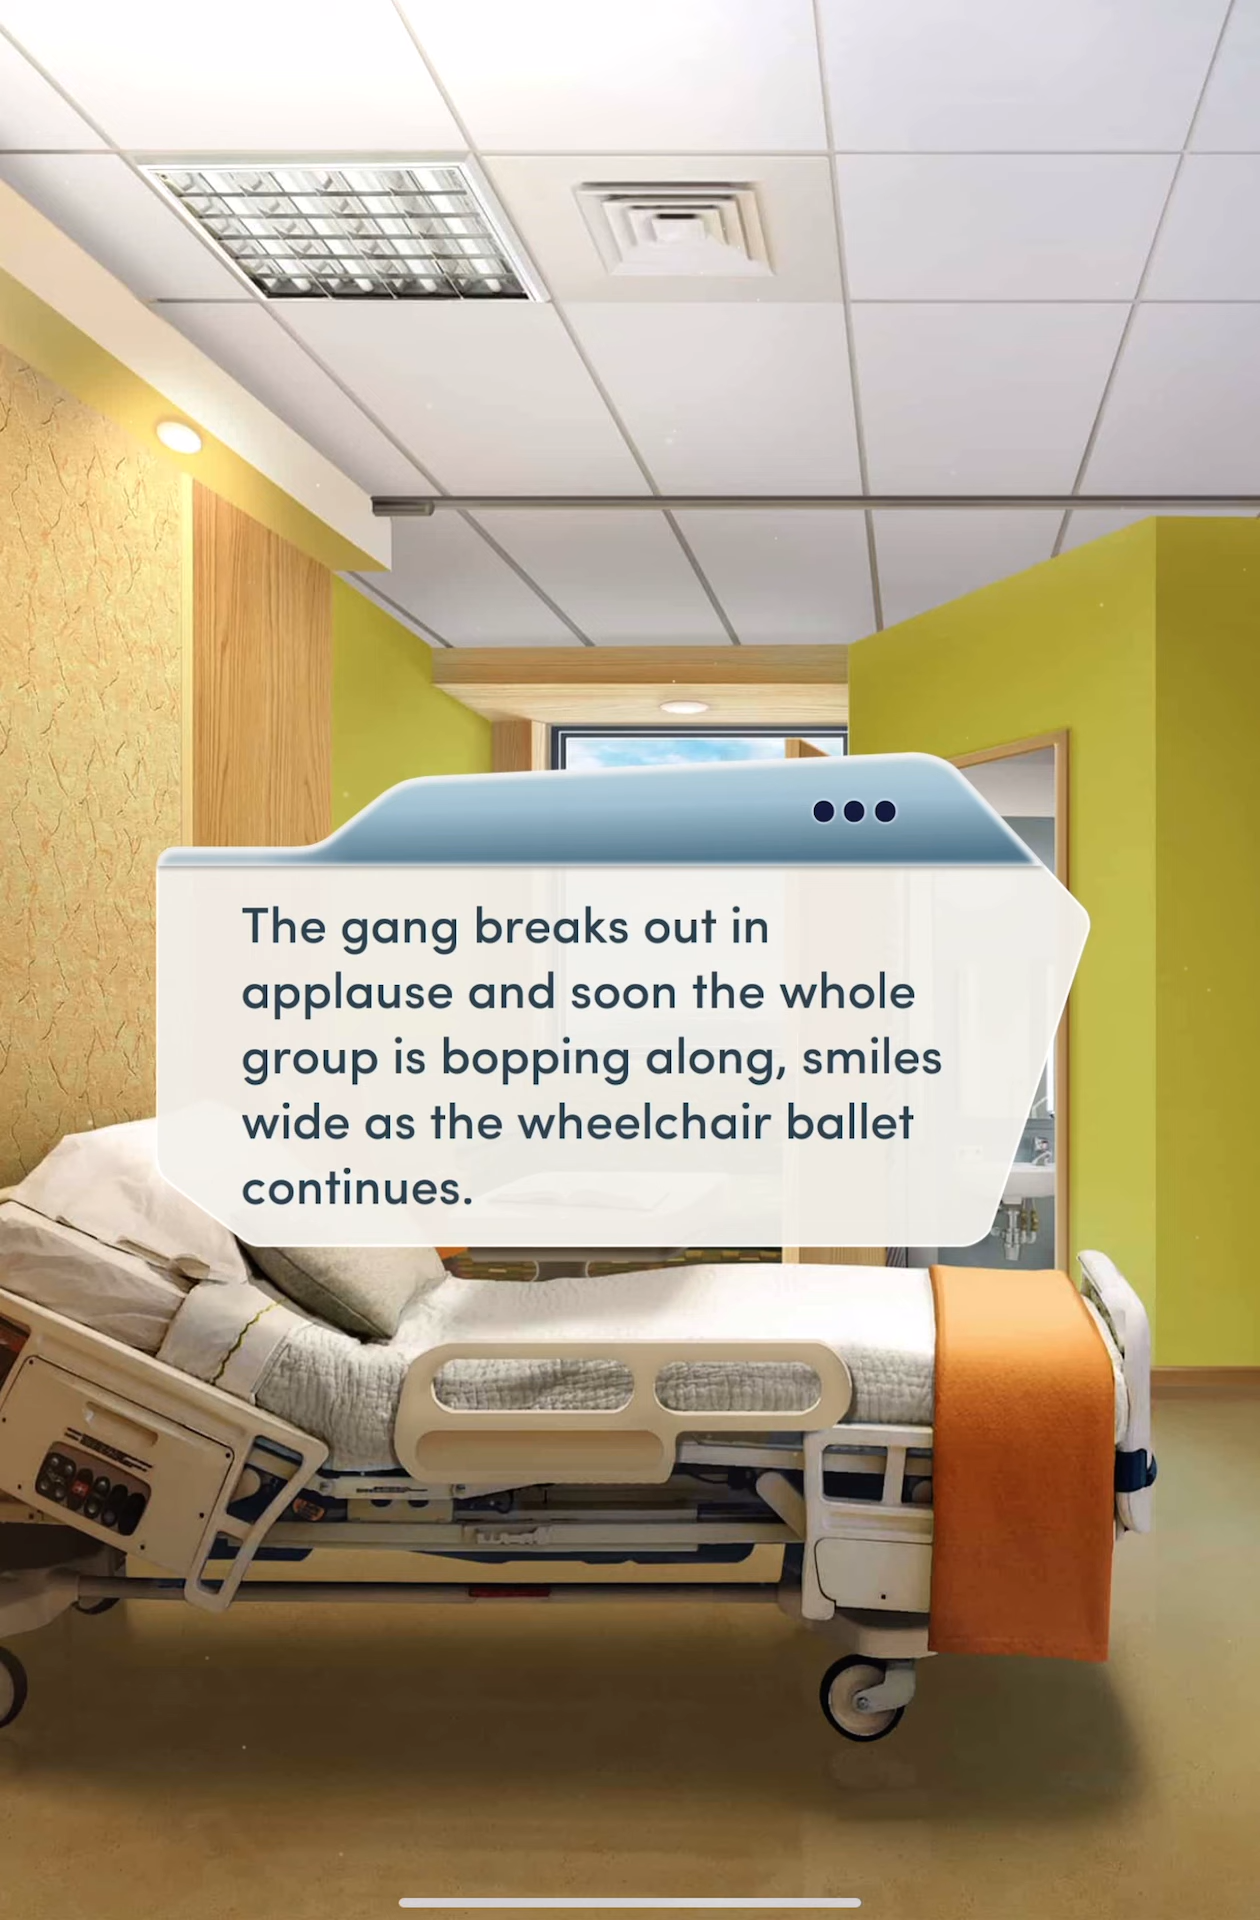 The gang breaks out in
applause and soon the whole
group is bopping along, smiles
wide as the wheelchair ballet
continues.